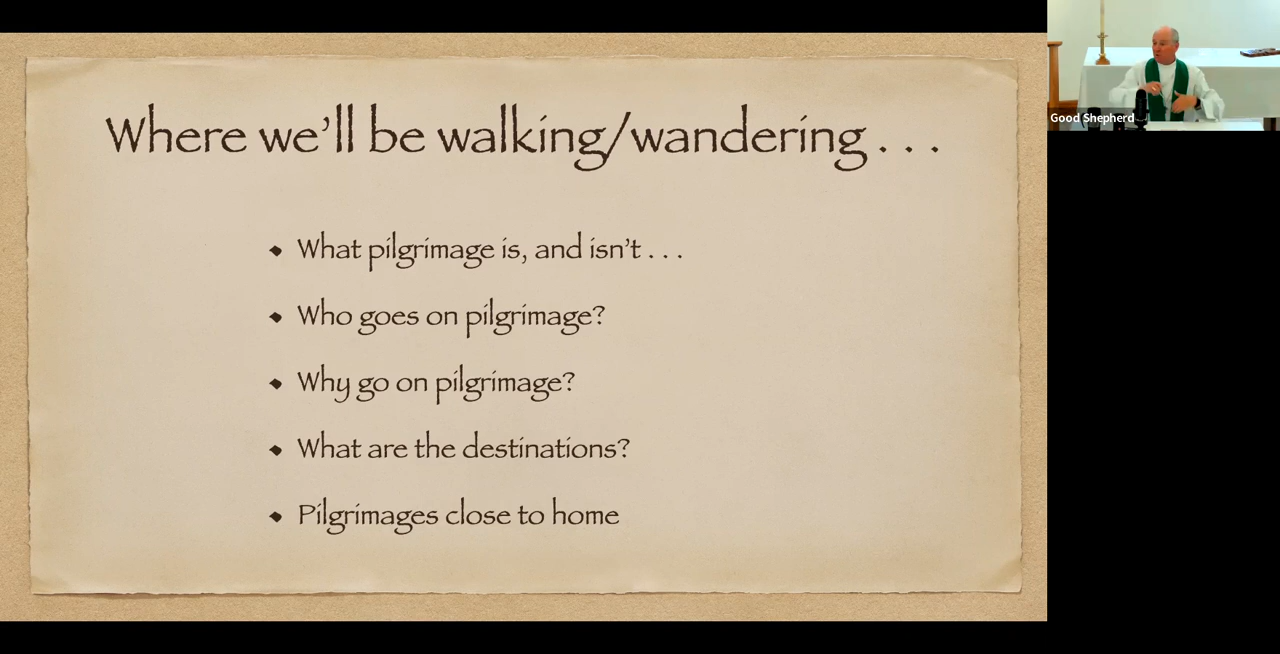 Where we'll be walking/wandering . . .
What pilgrimage is, and isn't . . .
Who goes on pilgrimage?
Why go on pilgrimage?
What are the destinations?
Pilgrimages close to home
Good Shepherd